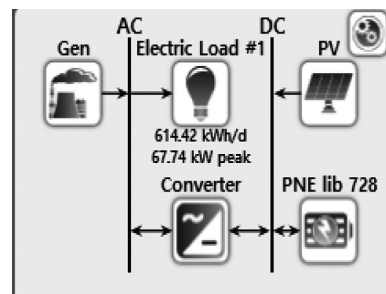 AC DC
Gen Electric Load #1 PV
614.42 kWh/d
67.74 kW peak
Converter PNE lib 728